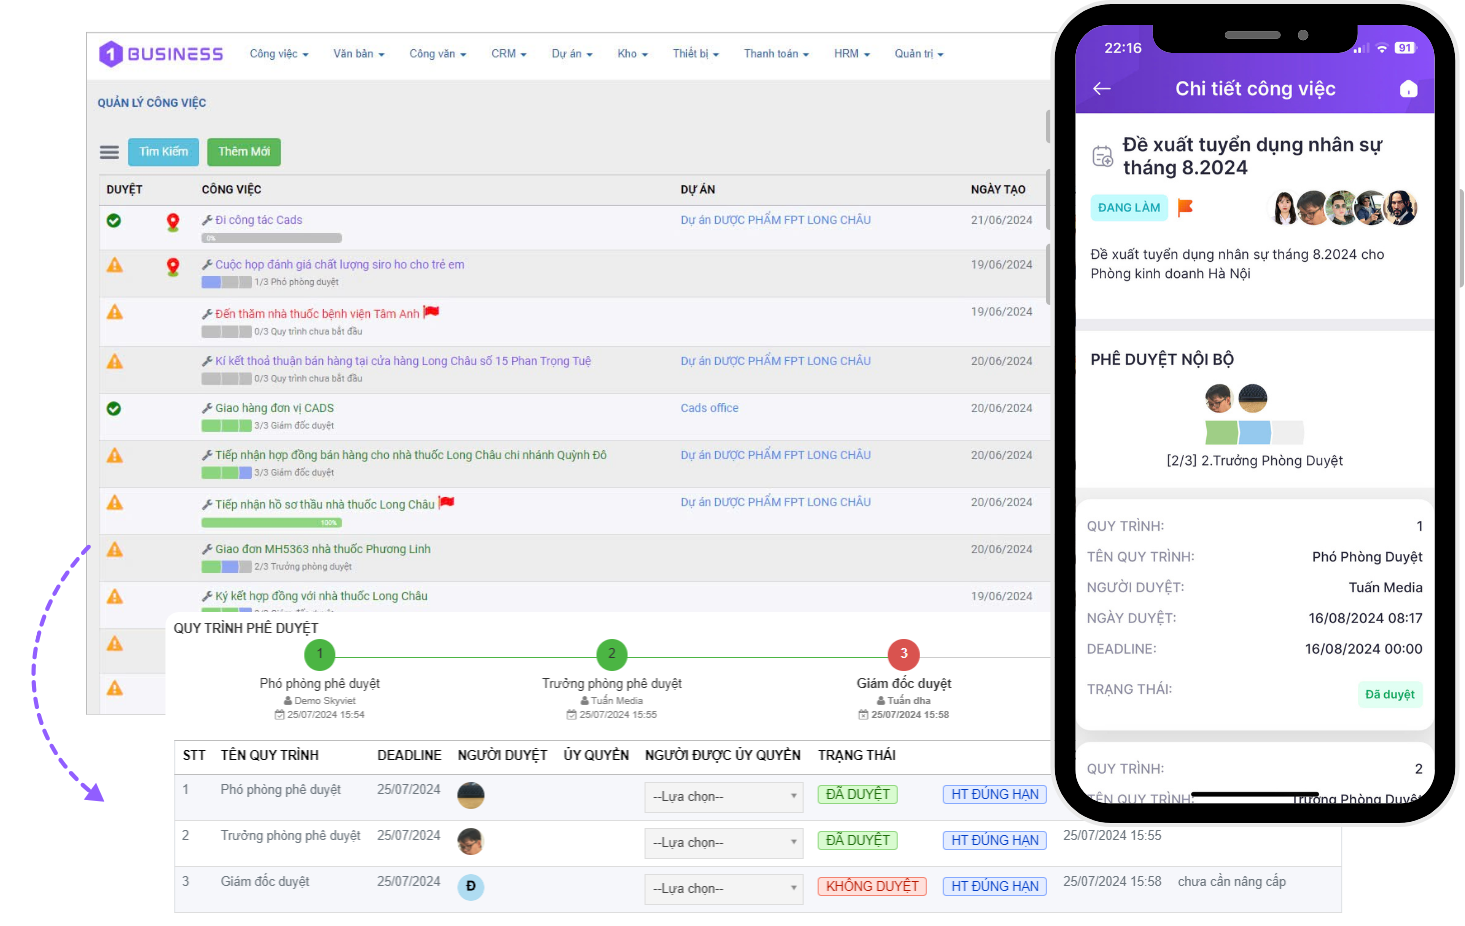 1 BUSINESS
Công việc Văn bản Công văn CRM Dự án Kho Thiết bị Thanh toán HRM Quản trị
QUẢN LÝ CÔNG VIỆC
Tìm Kiếm Thêm Mới
DUYỆT CÔNG VIỆC DỰ ÁN NGÀY TẠO
Đi công tác Cads Dự án DƯỢC PHẨM FPT LONG CHÂU 21/06/2024
0%
Cuộc họp đánh giá chất lượng siro ho cho trẻ em 19/06/2024
1/3 Phó phòng duyệt
Đến thăm nhà thuốc bệnh viện Tâm Anh 19/06/2024
0/3 Quy trình chưa bắt đầu
Kí kết thoả thuận bán hàng tại cửa hàng Long Châu số 15 Phan Trọng Tuệ Dự án DƯỢC PHẨM FPT LONG CHÂU 20/06/2024
0/3 Quy trình chưa bắt đầu
Giao hàng đơn vị CADS Cads office 20/06/2024
3/3 Giám đốc duyệt
Tiếp nhận hợp đồng bán hàng cho nhà thuốc Long Châu chi nhánh Quỳnh Đô Dự án DƯỢC PHẨM FPT LONG CHÂU 20/06/2024
3/3 Giám đốc duyệt
Tiếp nhận hồ sơ thầu nhà thuốc Long Châu Dự án DƯỢC PHẨM FPT LONG CHÂU 20/06/2024
100%
Giao đơn MH5363 nhà thuốc Phương Linh 20/06/2024
2/3 Trưởng phòng duyệt
Ký kết hợp đồng với nhà thuốc Long Châu 19/06/2024
QUY TRÌNH PHÊ DUYỆT
1 2 3
Phó phòng phê duyệt Trưởng phòng phê duyệt Giám đốc duyệt
Demo Skyviet Tuấn Media Tuấn dha
25/07/2024 15:54 25/07/2024 15:55 25/07/2024 15:58
STT TÊN QUY TRÌNH DEADLINE NGƯỜI DUYỆT ỦY QUYỀN NGƯỜI ĐƯỢC ỦY QUYỀN TRẠNG THÁI
1 Phó phòng phê duyệt 25/07/2024 --Lựa chọn-- ĐÃ DUYỆT HT ĐÚNG HẠN
2 Trưởng phòng phê duyệt 25/07/2024 --Lựa chọn-- ĐÃ DUYỆT HT ĐÚNG HẠN 25/07/2024 15:55
3 Giám đốc duyệt 25/07/2024 Đ --Lựa chọn-- KHÔNG DUYỆT HT ĐÚNG HẠN 25/07/2024 15:58 chưa cần nâng cấp
22:16 91
Chi tiết công việc
Đề xuất tuyển dụng nhân sự
tháng 8.2024
ĐANG LÀM
Đề xuất tuyển dụng nhân sự tháng 8.2024 cho
Phòng kinh doanh Hà Nội
PHÊ DUYỆT NỘI BỘ
[2/3] 2.Trưởng Phòng Duyệt
QUY TRÌNH: 1
TÊN QUY TRÌNH: Phó Phòng Duyệt
NGƯỜI DUYỆT: Tuấn Media
NGÀY DUYỆT: 16/08/2024 08:17
DEADLINE: 16/08/2024 00:00
TRẠNG THÁI: Đã duyệt
QUY TRÌNH: 2
TÊN QUY TRÌNH: Trưởng Phòng Duyệt